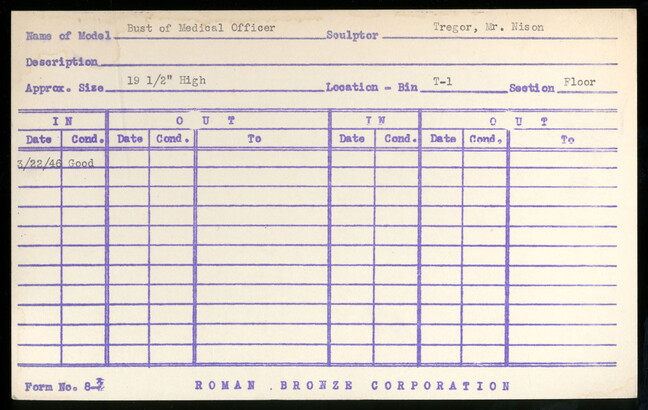 Name of Model Bust of Medical Officer Sculptor Tregor, Mr. Nison
Description
Approx. Size 19 1/2" High Location - Bin T-1 Section Floor
IN OUT IN OUT
Date Cond. Date Cond. To Date Cond. Date Cond. To
3/22/46 Good
Form No. 8- ROMAN BRONZE CORPORATION